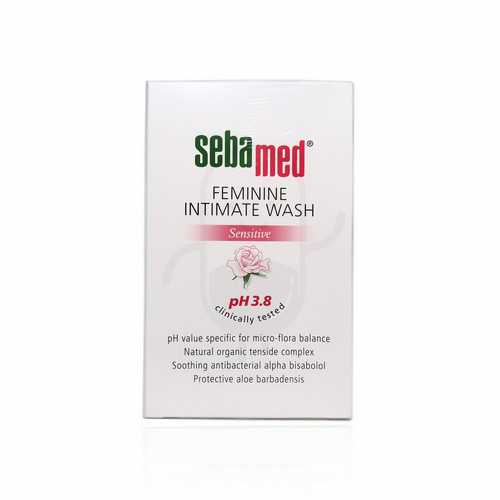 sebamed®
FEMININE
INTIMATE WASH
Sensitive
pH 3.8
clinically tested
pH value specific for micro-flora balance
Natural organic tenside complex
Soothing antibacterial alpha bisabolol
Protective aloe barbadensis